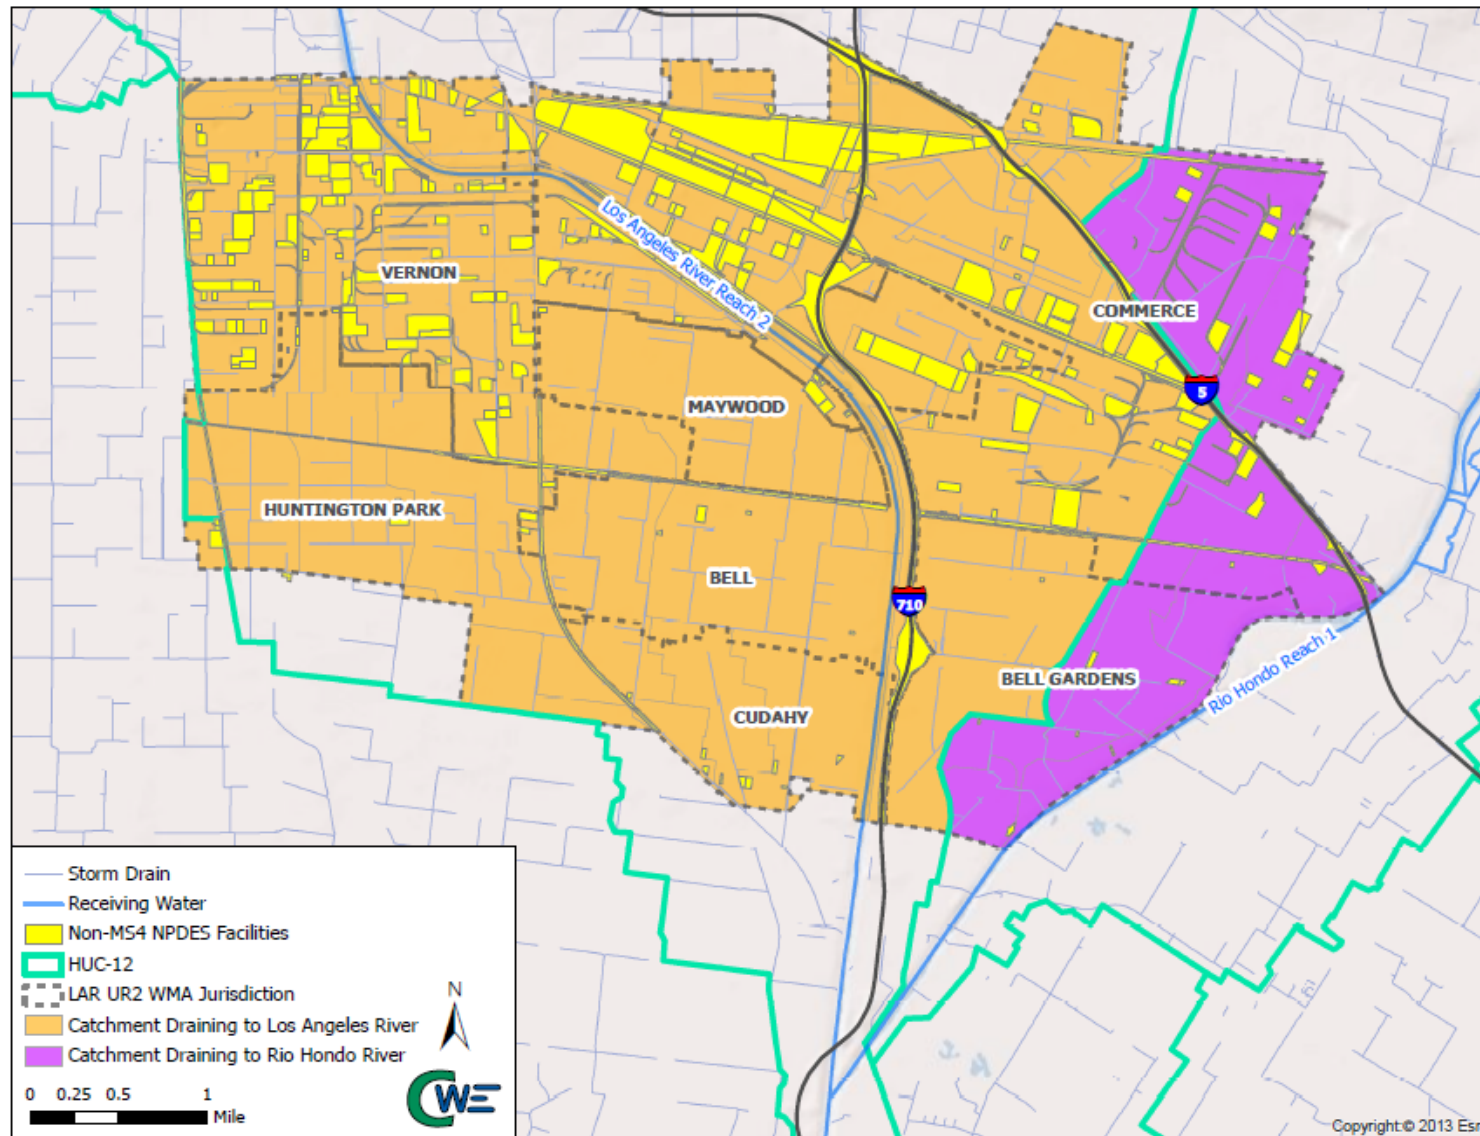 Los Angeles River Reach 2
VERNON
COMMERCE
5
MAYWOOD
HUNTINGTON PARK
BELL
710
Rio Hondo Reach 1
BELL GARDENS
CUDAHY
Storm Drain
Receiving Water
Non-MS4 NPDES Facilities
HUC-12
LAR UR2 WMA Jurisdiction
N
Catchment Draining to Los Angeles River
Catchment Draining to Rio Hondo River
0 0.25 0.5 1
Mile
CWE
Copyright:© 2013 Esri